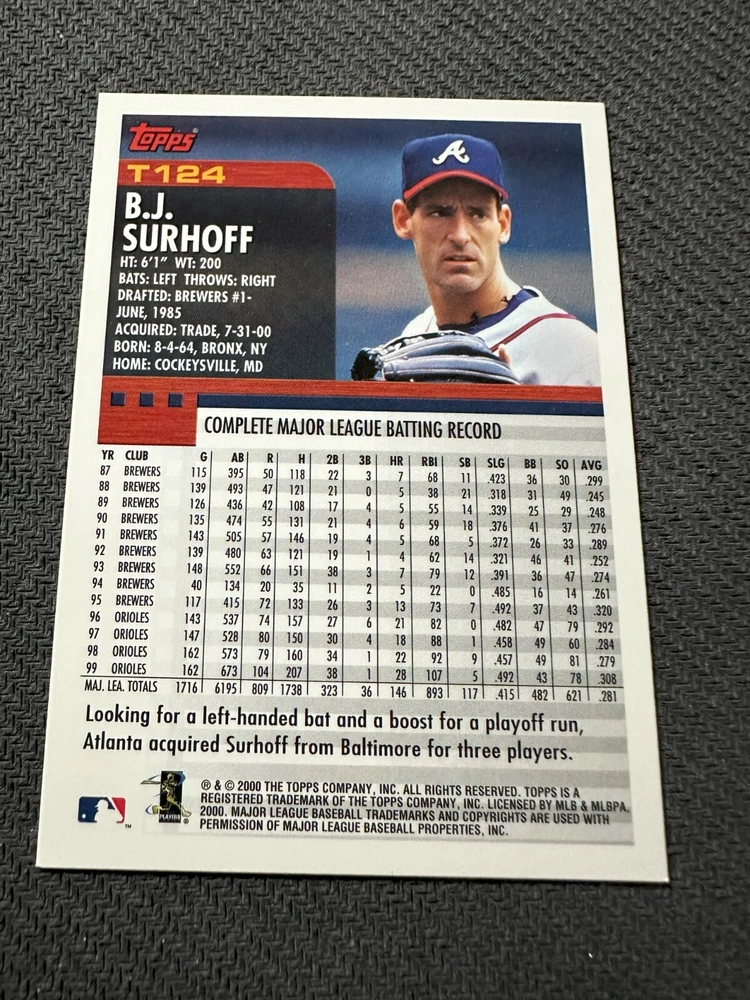 Topps®
T124
A
B.J.
SURHOFF
HT: 6'1" WT: 200
BATS: LEFT THROWS: RIGHT
DRAFTED: BREWERS #1-
JUNE, 1985
ACQUIRED: TRADE, 7-31-00
BORN: 8-4-64, BRONX, NY
HOME: COCKEYSVILLE, MD
COMPLETE MAJOR LEAGUE BATTING RECORD
YR CLUB G AB R H 2B 3B HR RBI SB SLG BB SO AVG
87 BREWERS 115 395 50 118 22 3 7 68 11 .423 36 30 .299
88 BREWERS 139 493 47 121 21 0 5 38 21 .318 31 49 .245
89 BREWERS 126 436 42 108 17 4 5 55 14 .339 25 29 .248
90 BREWERS 135 474 55 131 21 4 6 59 18 .376 41 37 .276
91 BREWERS 143 505 57 146 19 4 5 68 5 .372 26 33 .289
92 BREWERS 139 480 63 121 19 1 4 62 14 .321 46 41 .252
93 BREWERS 148 552 66 151 38 3 7 79 12 .391 36 47 .274
94 BREWERS 40 134 20 35 11 2 5 22 0 .485 16 14 .261
95 BREWERS 117 415 72 133 26 3 13 73 7 .492 37 43 .320
96 ORIOLES 143 537 74 157 27 6 21 82 0 .482 47 79 .292
97 ORIOLES 147 528 80 150 30 4 18 88 1 .458 49 60 .284
98 ORIOLES 162 573 79 160 34 1 22 92 9 .457 49 81 .279
99 ORIOLES 162 673 104 207 38 1 28 107 5 .492 43 78 .308
MAJ. LEA. TOTALS 1716 6195 809 1738 323 36 146 893 117 .415 482 621 .281
Looking for a left-handed bat and a boost for a playoff run,
Atlanta acquired Surhoff from Baltimore for three players.
® & © 2000 THE TOPPS COMPANY, INC. ALL RIGHTS RESERVED. TOPPS IS A
REGISTERED TRADEMARK OF THE TOPPS COMPANY, INC. LICENSED BY MLB & MLBPA,
2000. MAJOR LEAGUE BASEBALL TRADEMARKS AND COPYRIGHTS ARE USED WITH
PERMISSION OF MAJOR LEAGUE BASEBALL PROPERTIES, INC.
™
PLAYERS